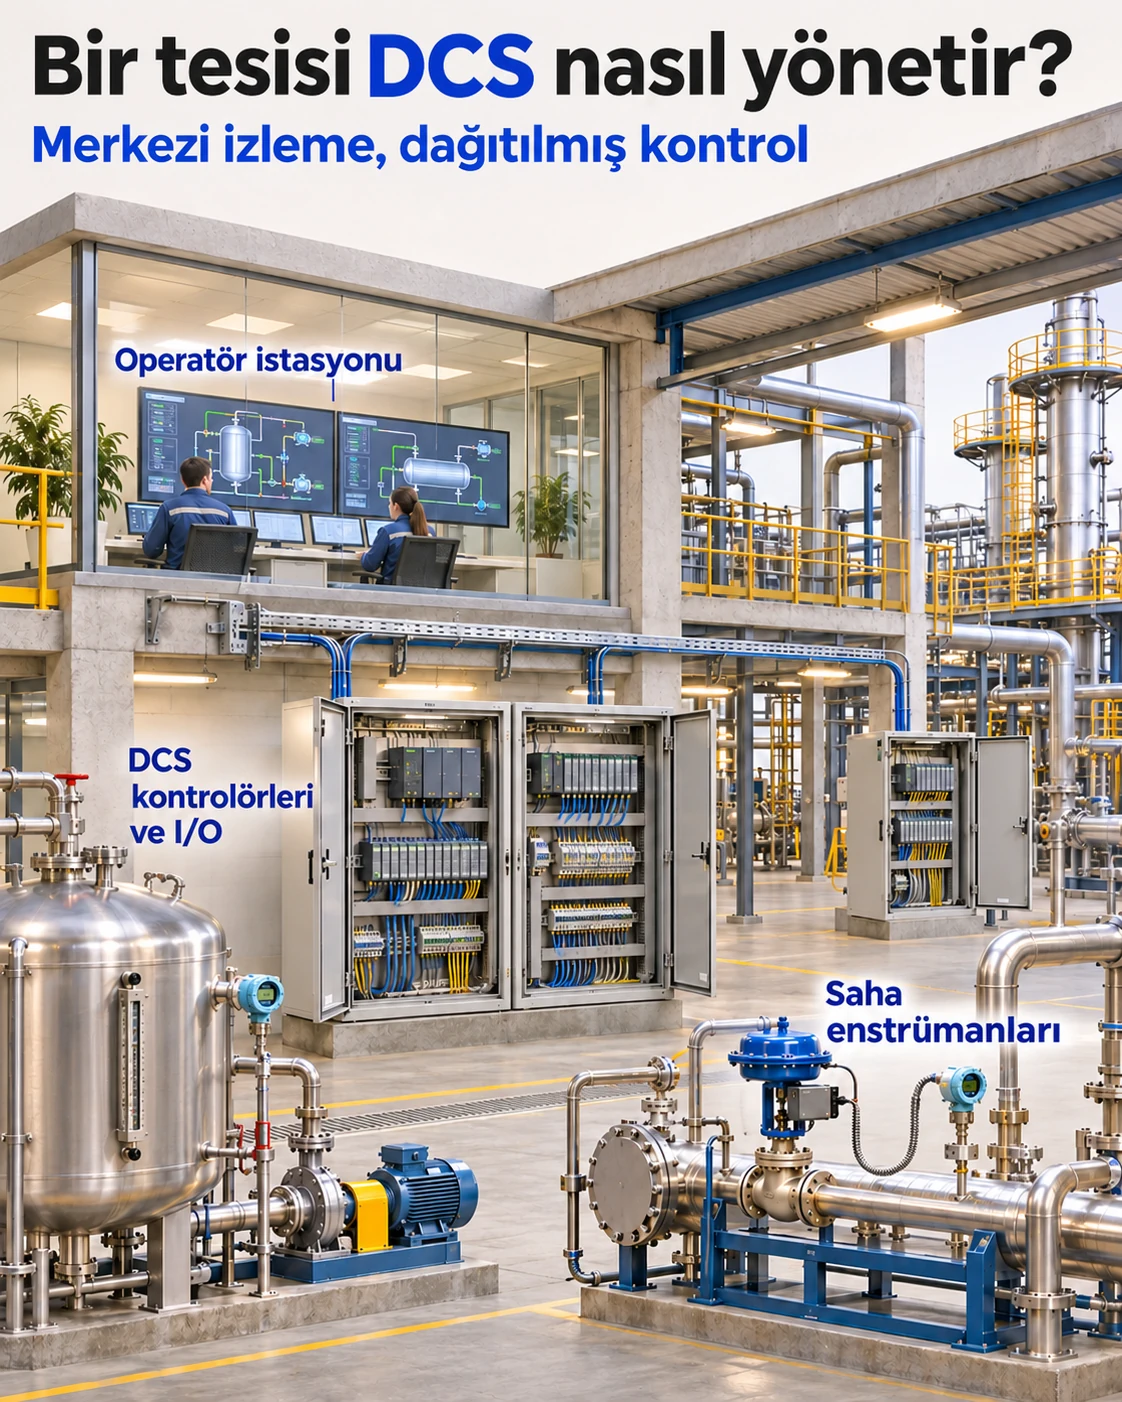 Bir tesisi DCS nasıl yönetir?
Merkezi izleme, dağıtılmış kontrol
Operatör istasyonu
DCS
kontrolörleri
ve I/O
Saha
enstrümanları